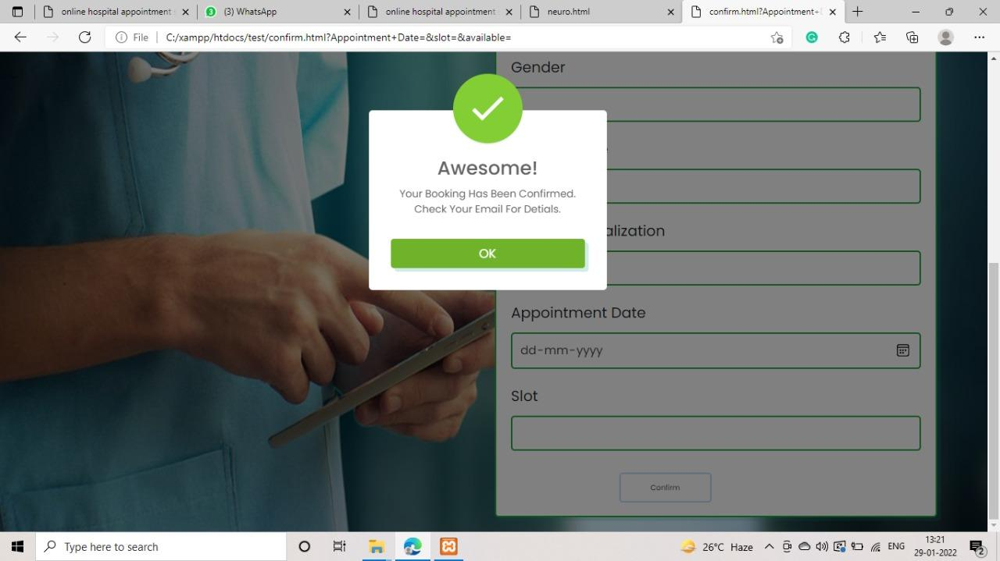 online hospital appointment s
(3) WhatsApp
online hospital appointment s
neuro.html
confirm.html?Appointment+D
File
C:/xampp/htdocs/test/confirm.html?Appointment+Date=&slot=&available=
Gender
Awesome!
Your Booking Has Been Confirmed.
Check Your Email For Detials.
alization
OK
Appointment Date
dd-mm-yyyy
Slot
Confirm
Type here to search
26°C Haze
ENG
13:21
29-01-2022
2